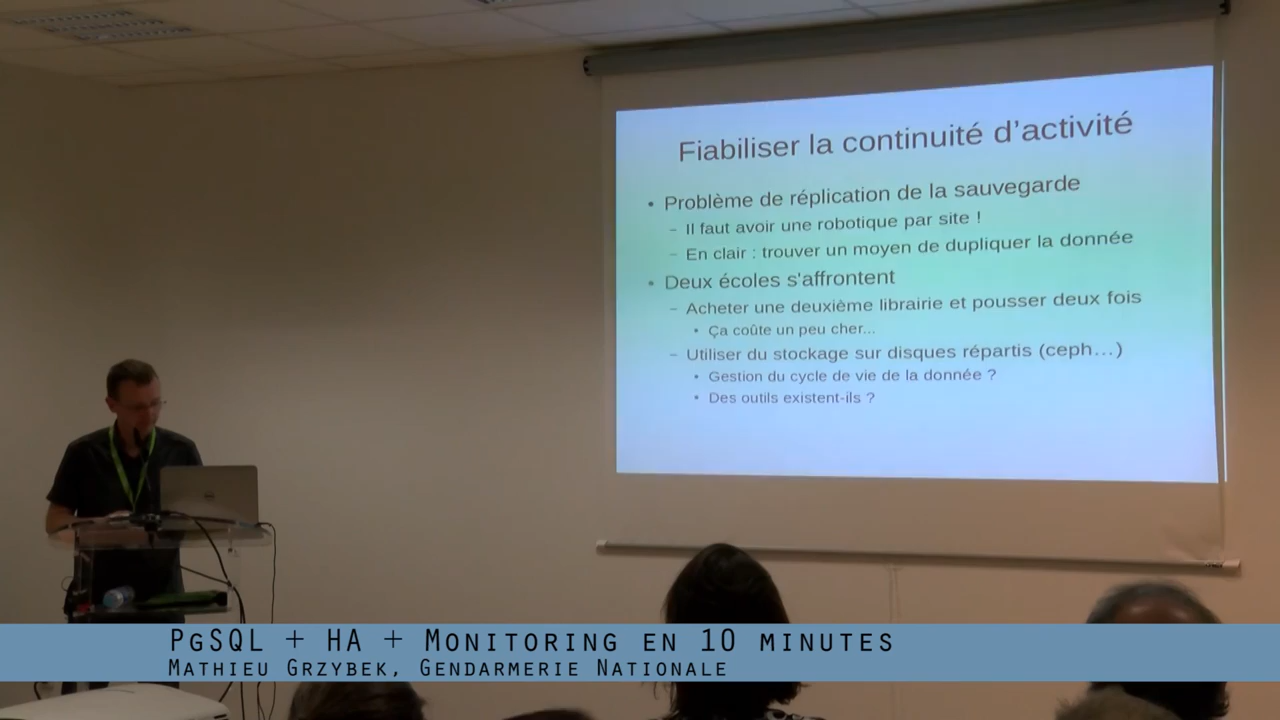 Fiabiliser la continuité d’activité
• Problème de réplication de la sauvegarde
– Il faut avoir une robotique par site !
– En clair : trouver un moyen de dupliquer la donnée
• Deux écoles s'affrontent
– Acheter une deuxième librairie et pousser deux fois
• Ça coûte un peu cher...
– Utiliser du stockage sur disques répartis (ceph…)
• Gestion du cycle de vie de la donnée ?
• Des outils existent-ils ?
PgSQL + HA + Monitoring en 10 minutes
Mathieu Grzybek, Gendarmerie Nationale